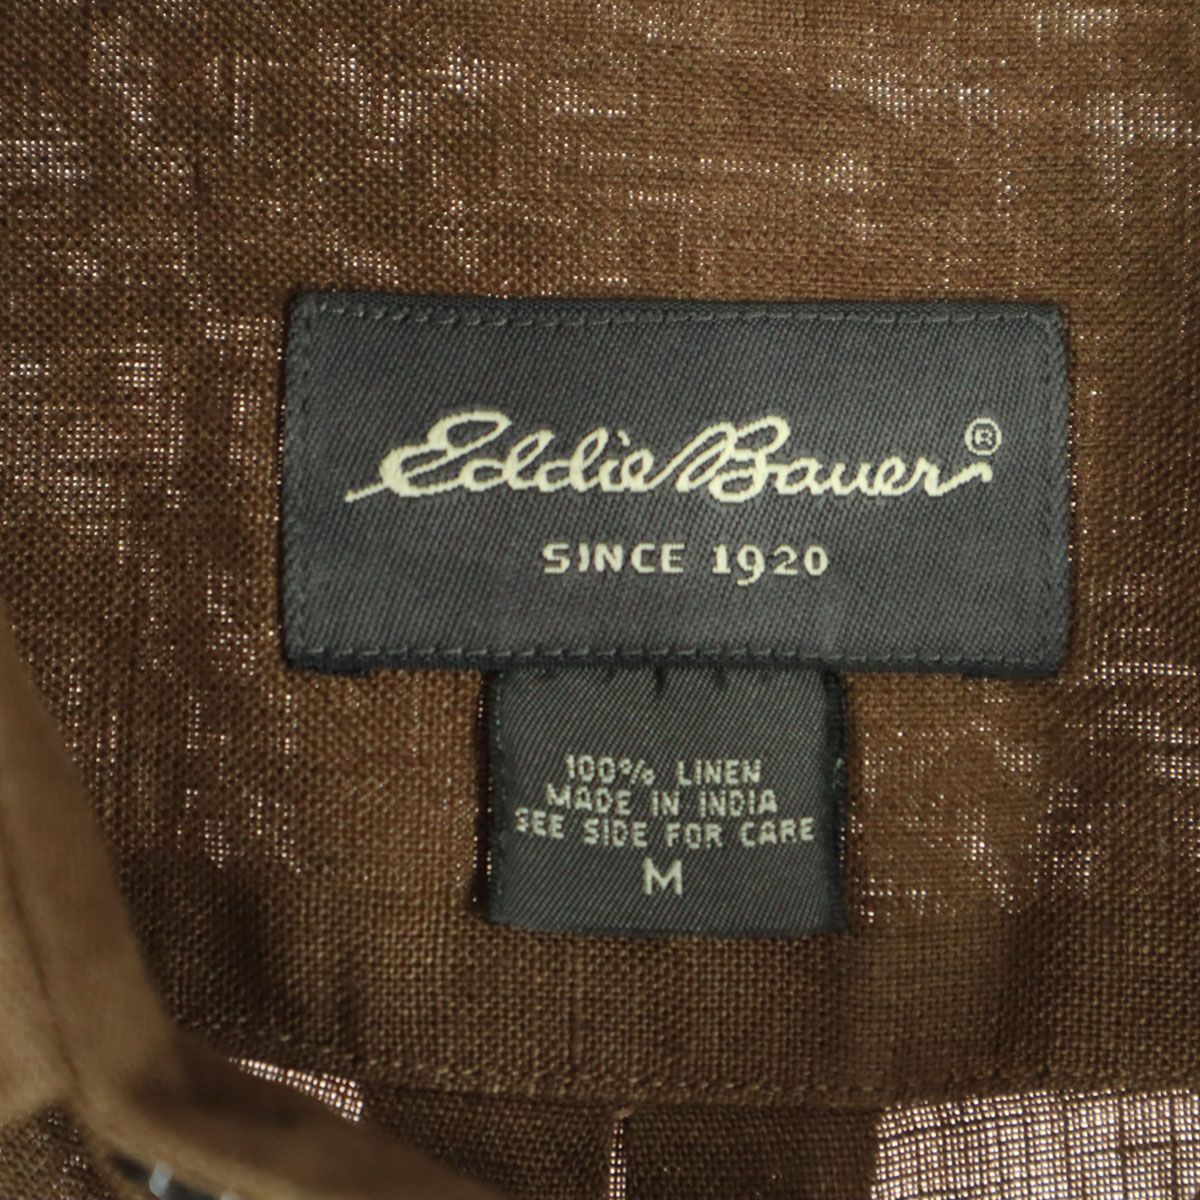 Eddie Bauer®
SINCE 1920
100% LINEN
MADE IN INDIA
SEE SIDE FOR CARE
M